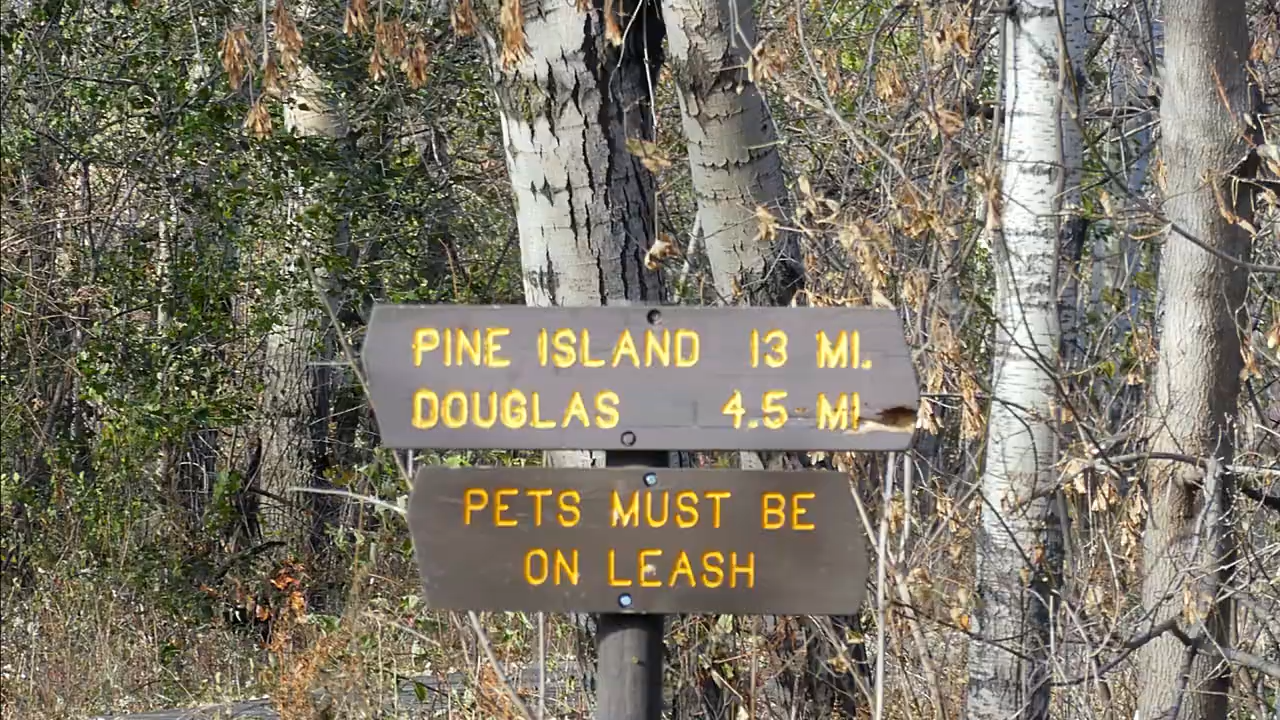 PINE ISLAND 13 MI.
DOUGLAS 4.5 MI
PETS MUST BE
ON LEASH